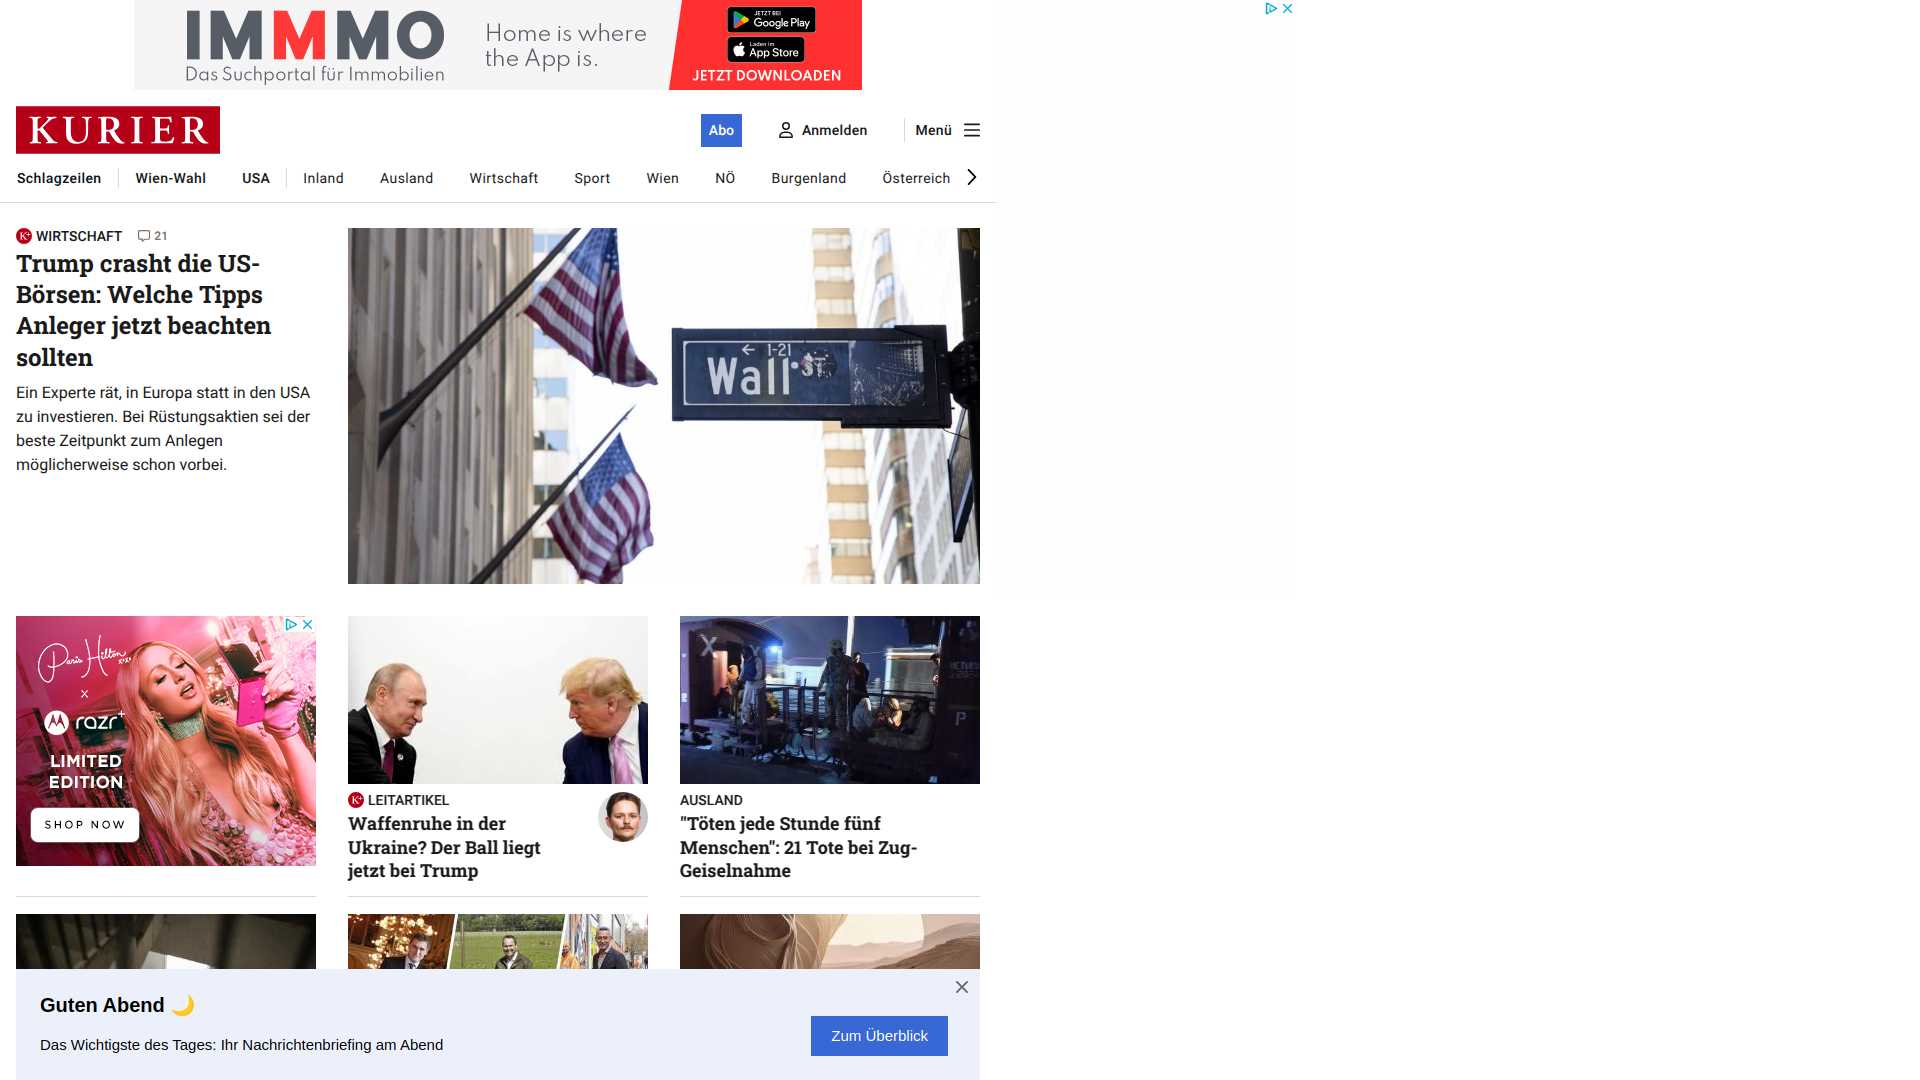 IMMMO
Das Suchportal für Immobilien
Home is where
the App is.
JETZT BEI
Google Play
Laden im
App Store
JETZT DOWNLOADEN
KURIER
Abo
Anmelden
Menü
Schlagzeilen
Wien-Wahl
USA
Inland
Ausland
Wirtschaft
Sport
Wien
NÖ
Burgenland
Österreich
K+ WIRTSCHAFT 21
Trump crasht die US-
Börsen: Welche Tipps
Anleger jetzt beachten
sollten
Ein Experte rät, in Europa statt in den USA
zu investieren. Bei Rüstungsaktien sei der
beste Zeitpunkt zum Anlegen
möglicherweise schon vorbei.
← 1-21
Wall ST
Paris Hilton
x
razr+
LIMITED
EDITION
SHOP NOW
K+ LEITARTIKEL
Waffenruhe in der
Ukraine? Der Ball liegt
jetzt bei Trump
X
P
AUSLAND
"Töten jede Stunde fünf
Menschen": 21 Tote bei Zug-
Geiselnahme
Guten Abend 🌙
Das Wichtigste des Tages: Ihr Nachrichtenbriefing am Abend
Zum Überblick